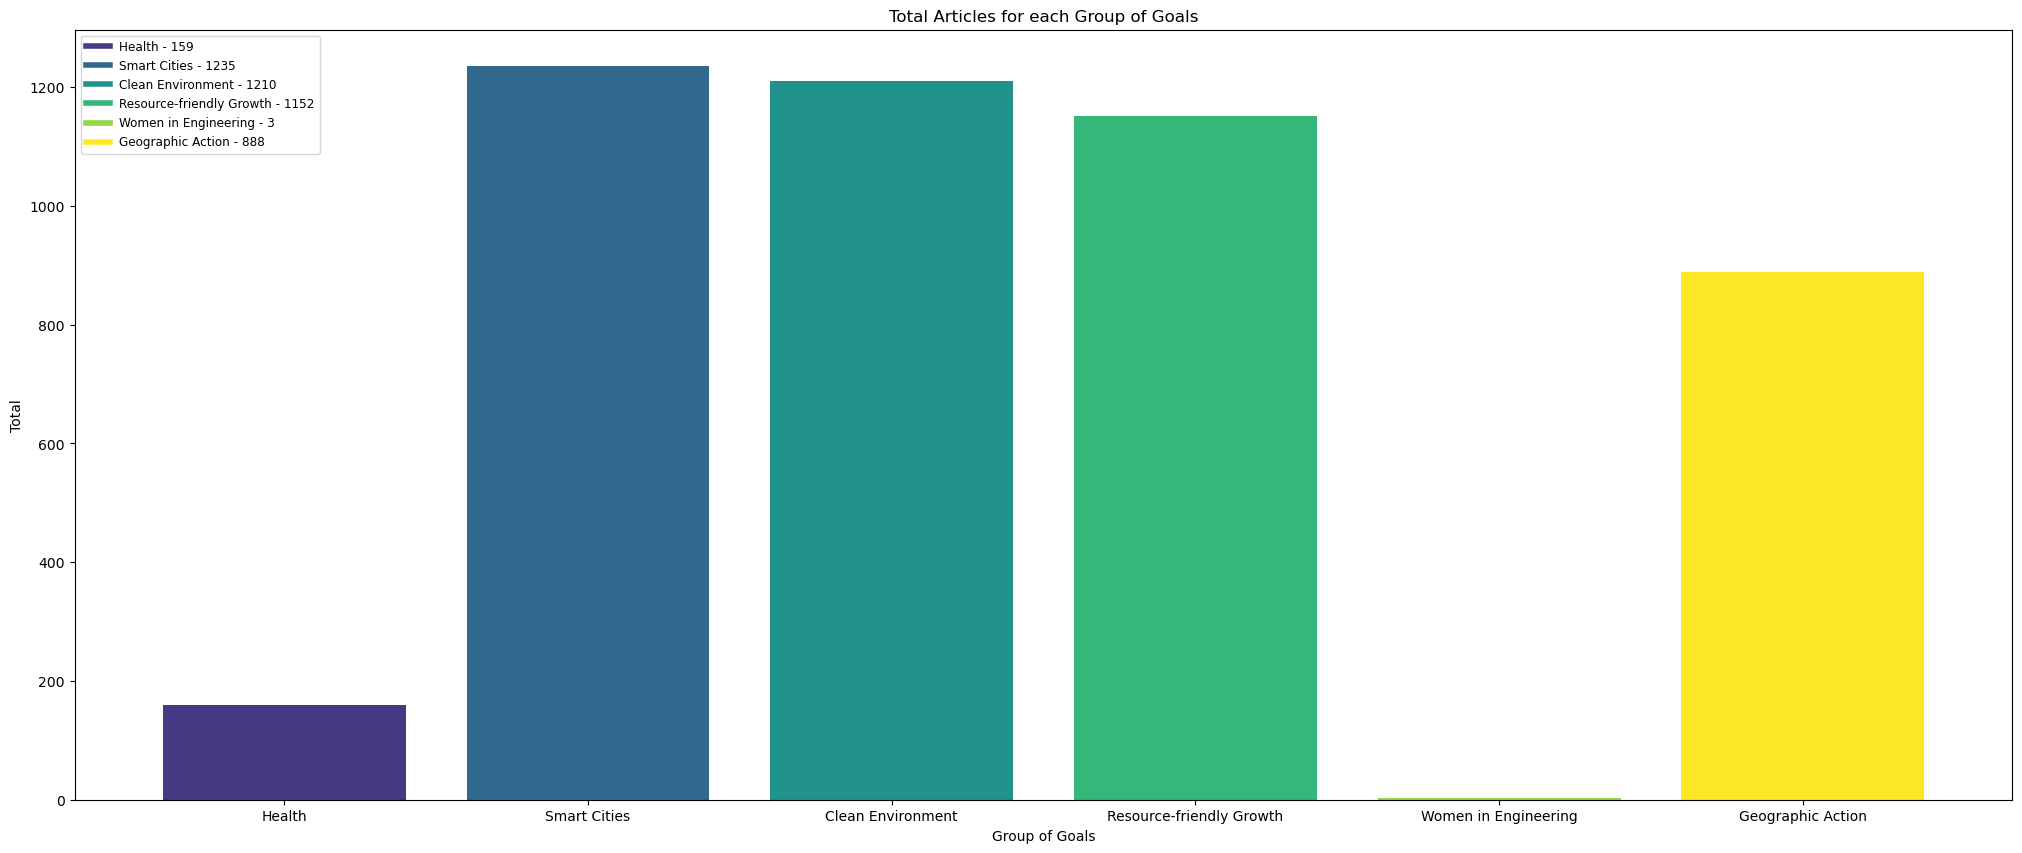 Total Articles for each Group of Goals
Health - 159
Smart Cities - 1235
Clean Environment - 1210
Resource-friendly Growth - 1152
Women in Engineering - 3
Geographic Action - 888
1200
1000
800
600
400
200
0
Total
Health
Smart Cities
Clean Environment
Resource-friendly Growth
Women in Engineering
Geographic Action
Group of Goals